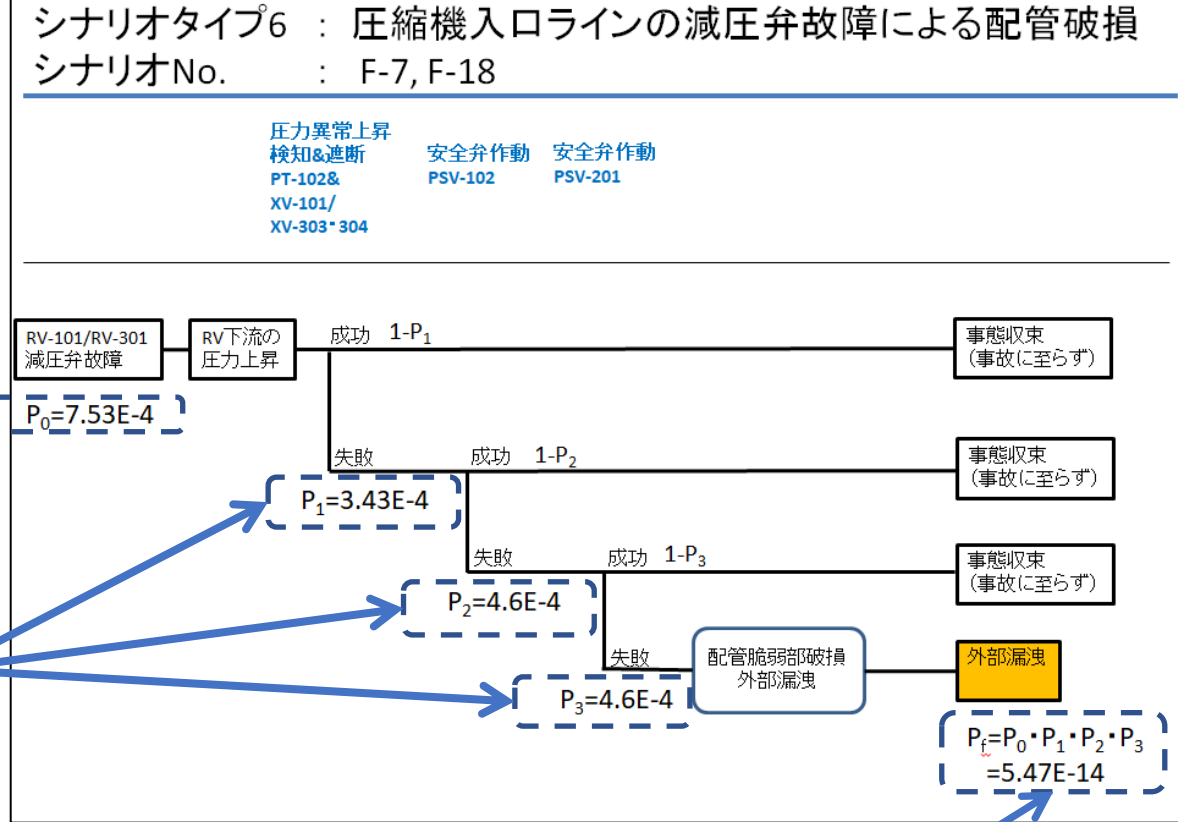 シナリオタイプ6 : 圧縮機入口ラインの減圧弁故障による配管破損
シナリオNo. : F-7, F-18
圧力異常上昇
検知&遮断
PT-102&
XV-101/
XV-303・304
安全弁作動
PSV-102
安全弁作動
PSV-201
RV-101/RV-301
減圧弁故障
RV下流の
圧力上昇
成功 1-P₁
事態収束
(事故に至らず)
P₀=7.53E-4
失敗
成功 1-P₂
事態収束
(事故に至らず)
P₁=3.43E-4
失敗
成功 1-P₃
事態収束
(事故に至らず)
P₂=4.6E-4
失敗
配管脆弱部破損
外部漏洩
外部漏洩
P₃=4.6E-4
P_f=P₀・P₁・P₂・P₃
=5.47E-14